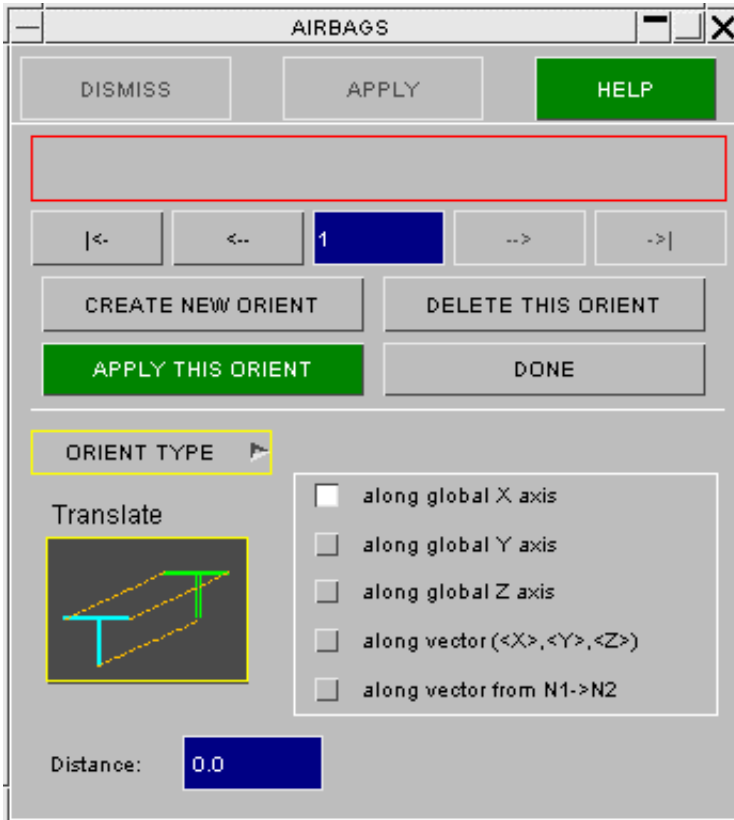 AIRBAGS
DISMISS APPLY HELP
|<- <-- 1 --> ->|
CREATE NEW ORIENT DELETE THIS ORIENT
APPLY THIS ORIENT DONE
ORIENT TYPE
Translate
along global X axis
along global Y axis
along global Z axis
along vector (<X>,<Y>,<Z>)
along vector from N1->N2
Distance: 0.0